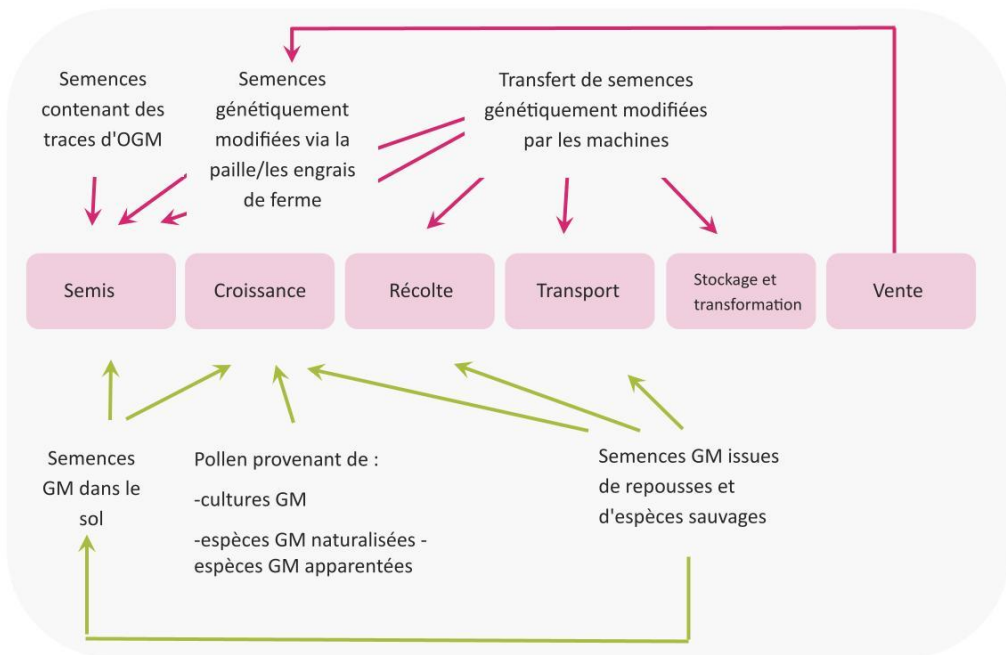 Semences
contenant des
traces d'OGM
Semences
génétiquement
modifiées via la
paille/les engrais
de ferme
Transfert de semences
génétiquement modifiées
par les machines
Semis
Croissance
Récolte
Transport
Stockage et
transformation
Vente
Semences
GM dans le
sol
Pollen provenant de :
-cultures GM
-espèces GM naturalisées -
espèces GM apparentées
Semences GM issues
de repousses et
d'espèces sauvages